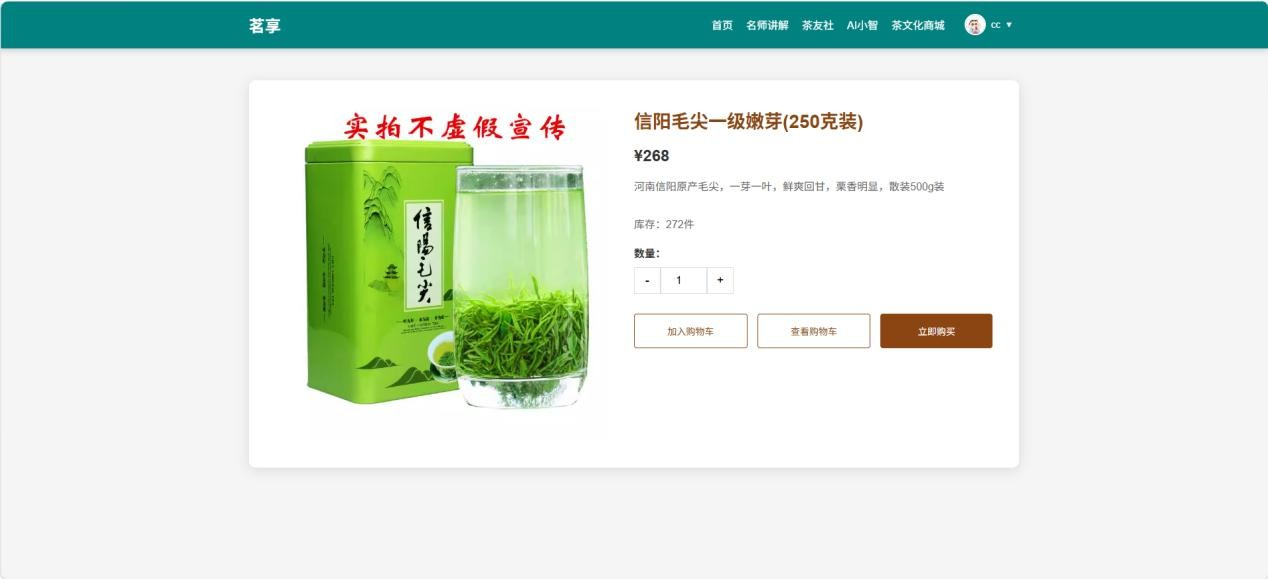 茗享
首页 名师讲解 茶友社 AI小智 茶文化商城 cc ▼
实拍不虚假宣传
信陽毛尖
信阳毛尖一级嫩芽(250克装)
¥268
河南信阳原产毛尖，一芽一叶，鲜爽回甘，栗香明显，散装500g装
库存：272件
数量：
- 1 +
加入购物车 查看购物车 立即购买